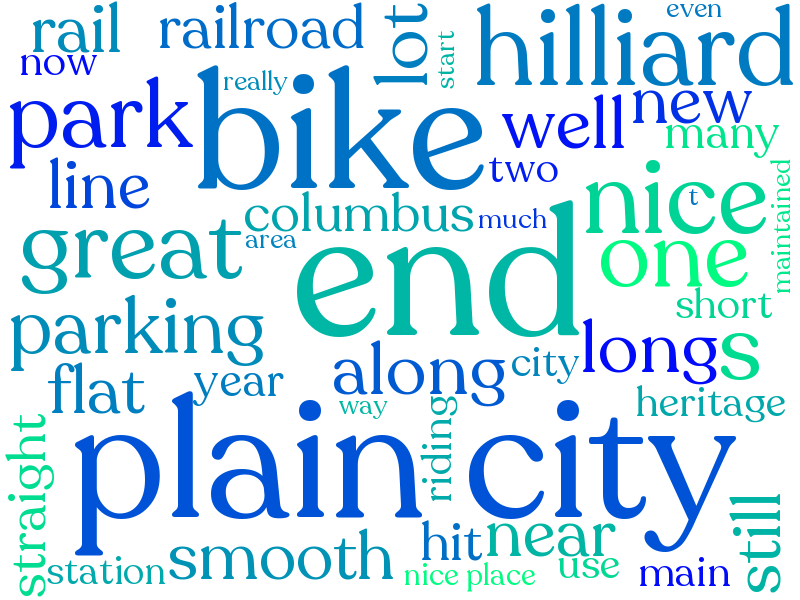 even
rail
railroad
lot
start
hilliard
now
really
park
bike
well
new
many
line
two
nice
t
maintained
columbus
much
great
area
end
one
short
parking
along
city
long
s
flat
year
way
riding
heritage
plain city
straight
station
smooth
hit
near
use
still
nice place
main